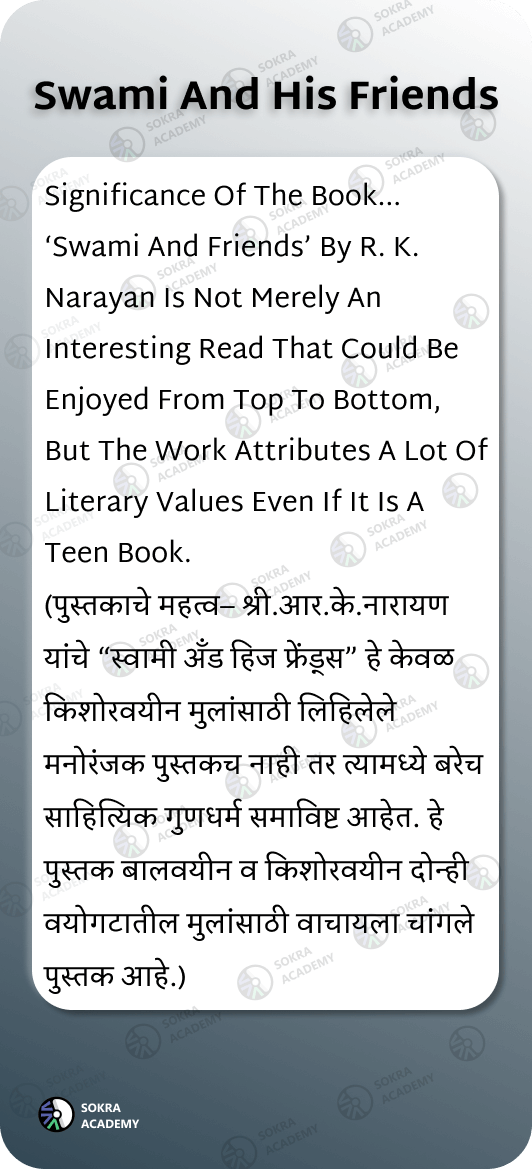 Swami And His Friends
Significance Of The Book...
‘Swami And Friends’ By R. K.
Narayan Is Not Merely An
Interesting Read That Could Be
Enjoyed From Top To Bottom,
But The Work Attributes A Lot Of
Literary Values Even If It Is A
Teen Book.
(पुस्तकाचे महत्व– श्री.आर.के.नारायण
यांचे “स्वामी अँड हिज फ्रेंड्स” हे केवळ
किशोरवयीन मुलांसाठी लिहिलेले
मनोरंजक पुस्तकच नाही तर त्यामध्ये बरेच
साहित्यिक गुणधर्म समाविष्ट आहेत. हे
पुस्तक बालवयीन व किशोरवयीन दोन्ही
वयोगटातील मुलांसाठी वाचायला चांगले
पुस्तक आहे.)
SOKRA
ACADEMY